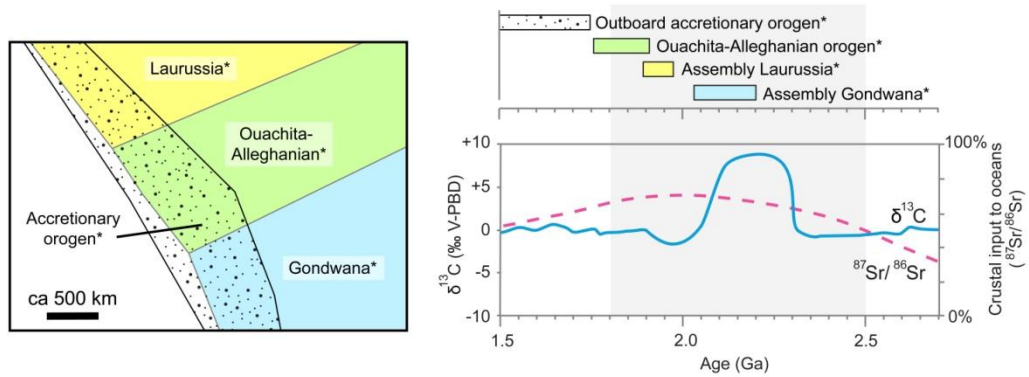 Laurussia*
Ouachita-
Alleghanian*
Accretionary
orogen*
Gondwana*
ca 500 km
Outboard accretionary orogen*
Ouachita-Alleghanian orogen*
Assembly Laurussia*
Assembly Gondwana*
+10
+5
0
-5
-10
δ¹³C (‰ V-PBD)
100%
0%
Crustal input to oceans
(⁸⁷Sr/⁸⁶Sr)
δ¹³C
⁸⁷Sr/ ⁸⁶Sr
1.5
2.0
2.5
Age (Ga)